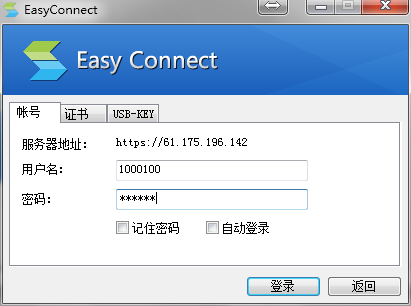 EasyConnect
Easy Connect
帐号 证书 USB-KEY
服务器地址: https://61.175.196.142
用户名: 1000100
密码: ******
记住密码 自动登录
登录 返回